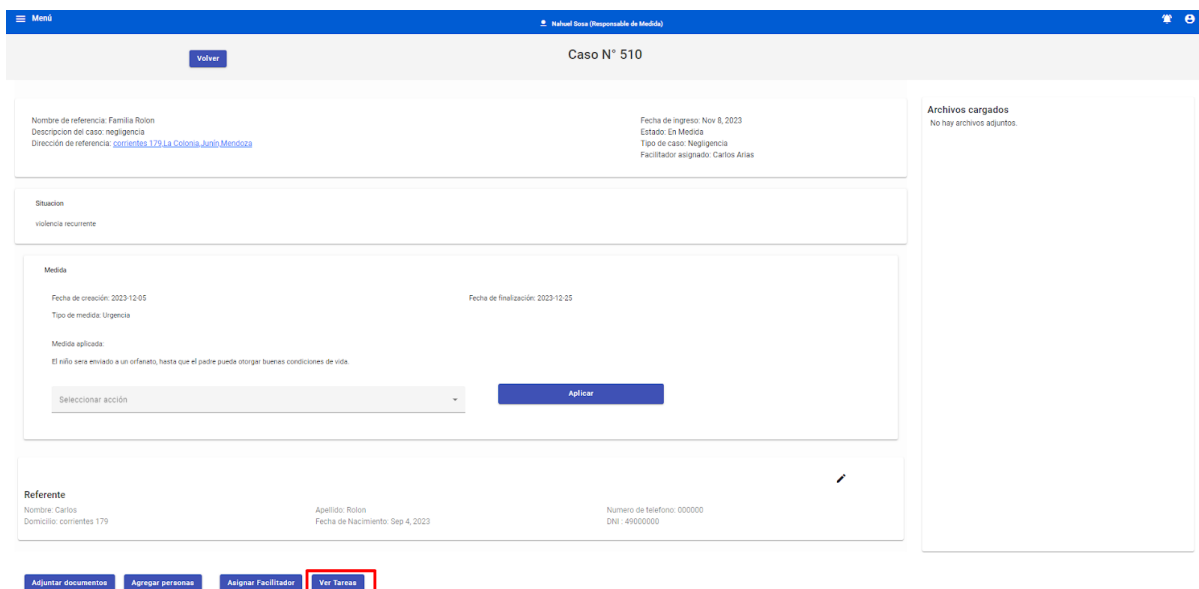 Menú
Nahuel Sosa (Responsable de Medida)
Volver
Caso N° 510
Nombre de referencia: Familia Rolon
Descripcion del caso: negligencia
Dirección de referencia: corrientes 179,La Colonia,Junín,Mendoza
Fecha de ingreso: Nov 8, 2023
Estado: En Medida
Tipo de caso: Negligencia
Facilitador asignado: Carlos Arias
Archivos cargados
No hay archivos adjuntos.
Situacion
violencia recurrente
Medida
Fecha de creación: 2023-12-05
Fecha de finalización: 2023-12-25
Tipo de medida: Urgencia
Medida aplicada:
El niño sera enviado a un orfanato, hasta que el padre pueda otorgar buenas condiciones de vida.
Seleccionar acción
Aplicar
Referente
Nombre: Carlos
Apellido: Rolon
Numero de telefono: 000000
Domicilio: corrientes 179
Fecha de Nacimiento: Sep 4, 2023
DNI : 49000000
Adjuntar documentos
Agregar personas
Asignar Facilitador
Ver Tareas